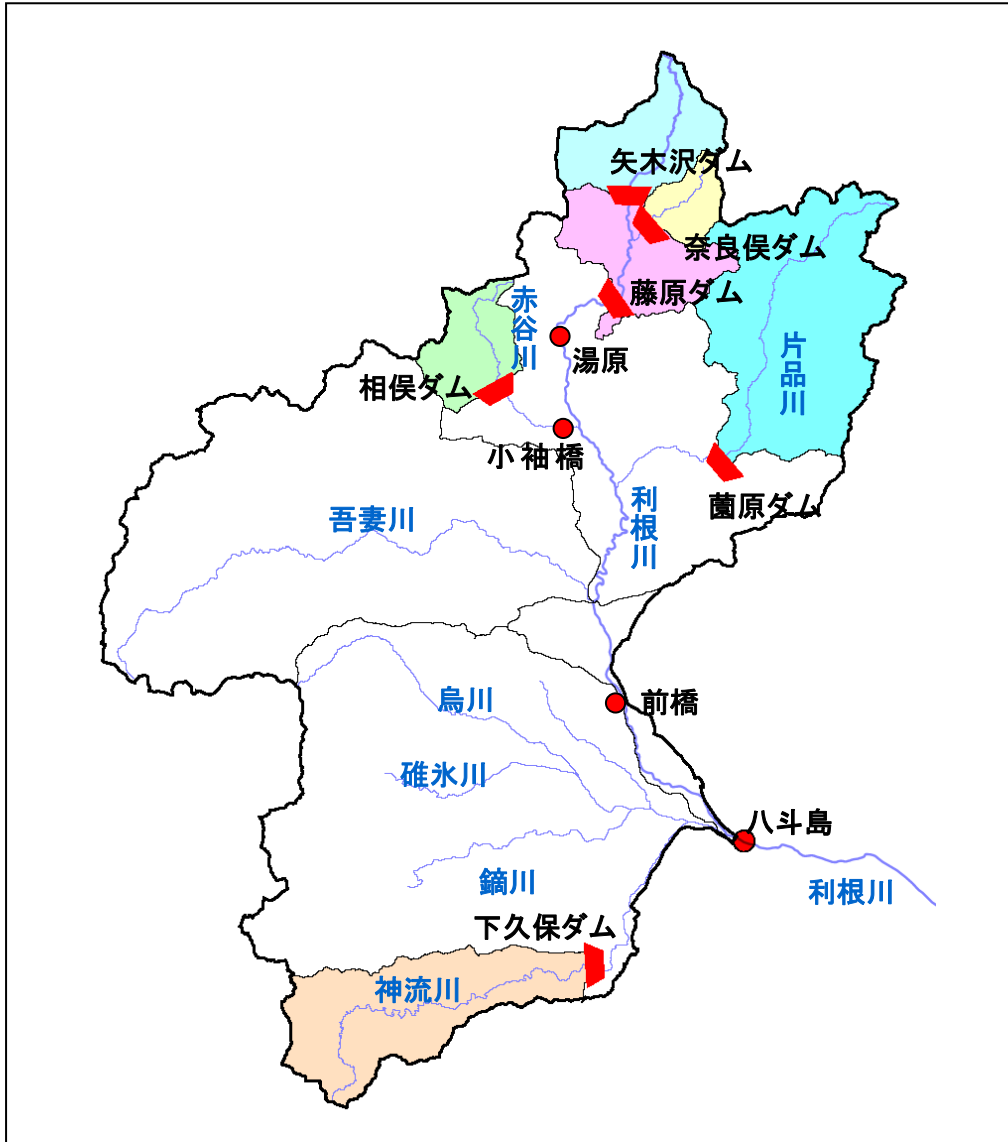 矢木沢ダム
奈良俣ダム
藤原ダム
赤谷川
湯原
片品川
相俣ダム
小袖橋
薗原ダム
利根川
吾妻川
前橋
烏川
碓氷川
八斗島
鏑川
利根川
下久保ダム
神流川